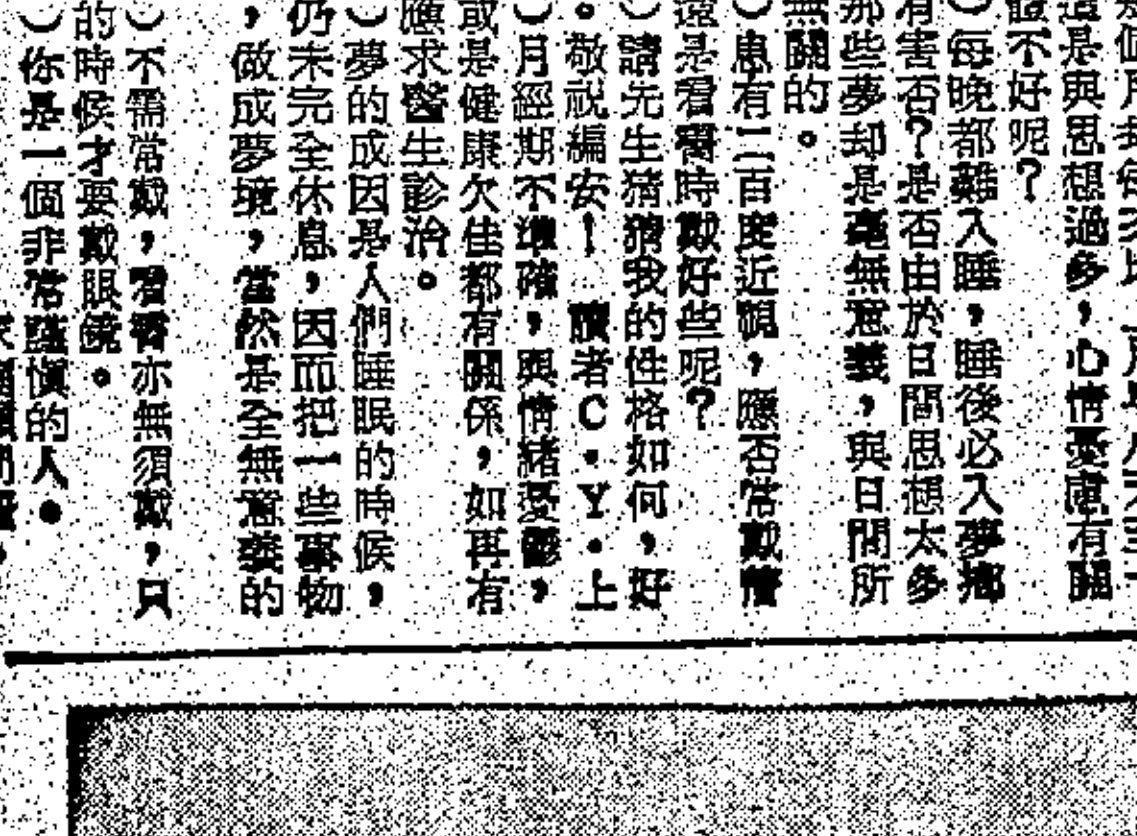 是與思想過多，心情憂慮有關
不好呢？
）每晚都難入睡，睡後必入夢鄉
有害否？是否由於日間思想太多
那些夢却是毫無意義，與日間所
無關的。
）患有二百度近視，應否常戴
是看書時戴好些呢？
）請先生猜猜我的性格如何，好
。敬祝編安！ 讀者C．Y．上
）月經期不準確，與情緒憂鬱，
或是健康欠佳都有關係，如再有
應求醫生診治。
）夢的成因是人們睡眠的時候，
仍未完全休息，因而把一些事物
，做成夢境，當然是全無意義的
）不需常戴，看書亦無須戴，只
的時候才要戴眼鏡。
）你是一個非常謹慎的人。